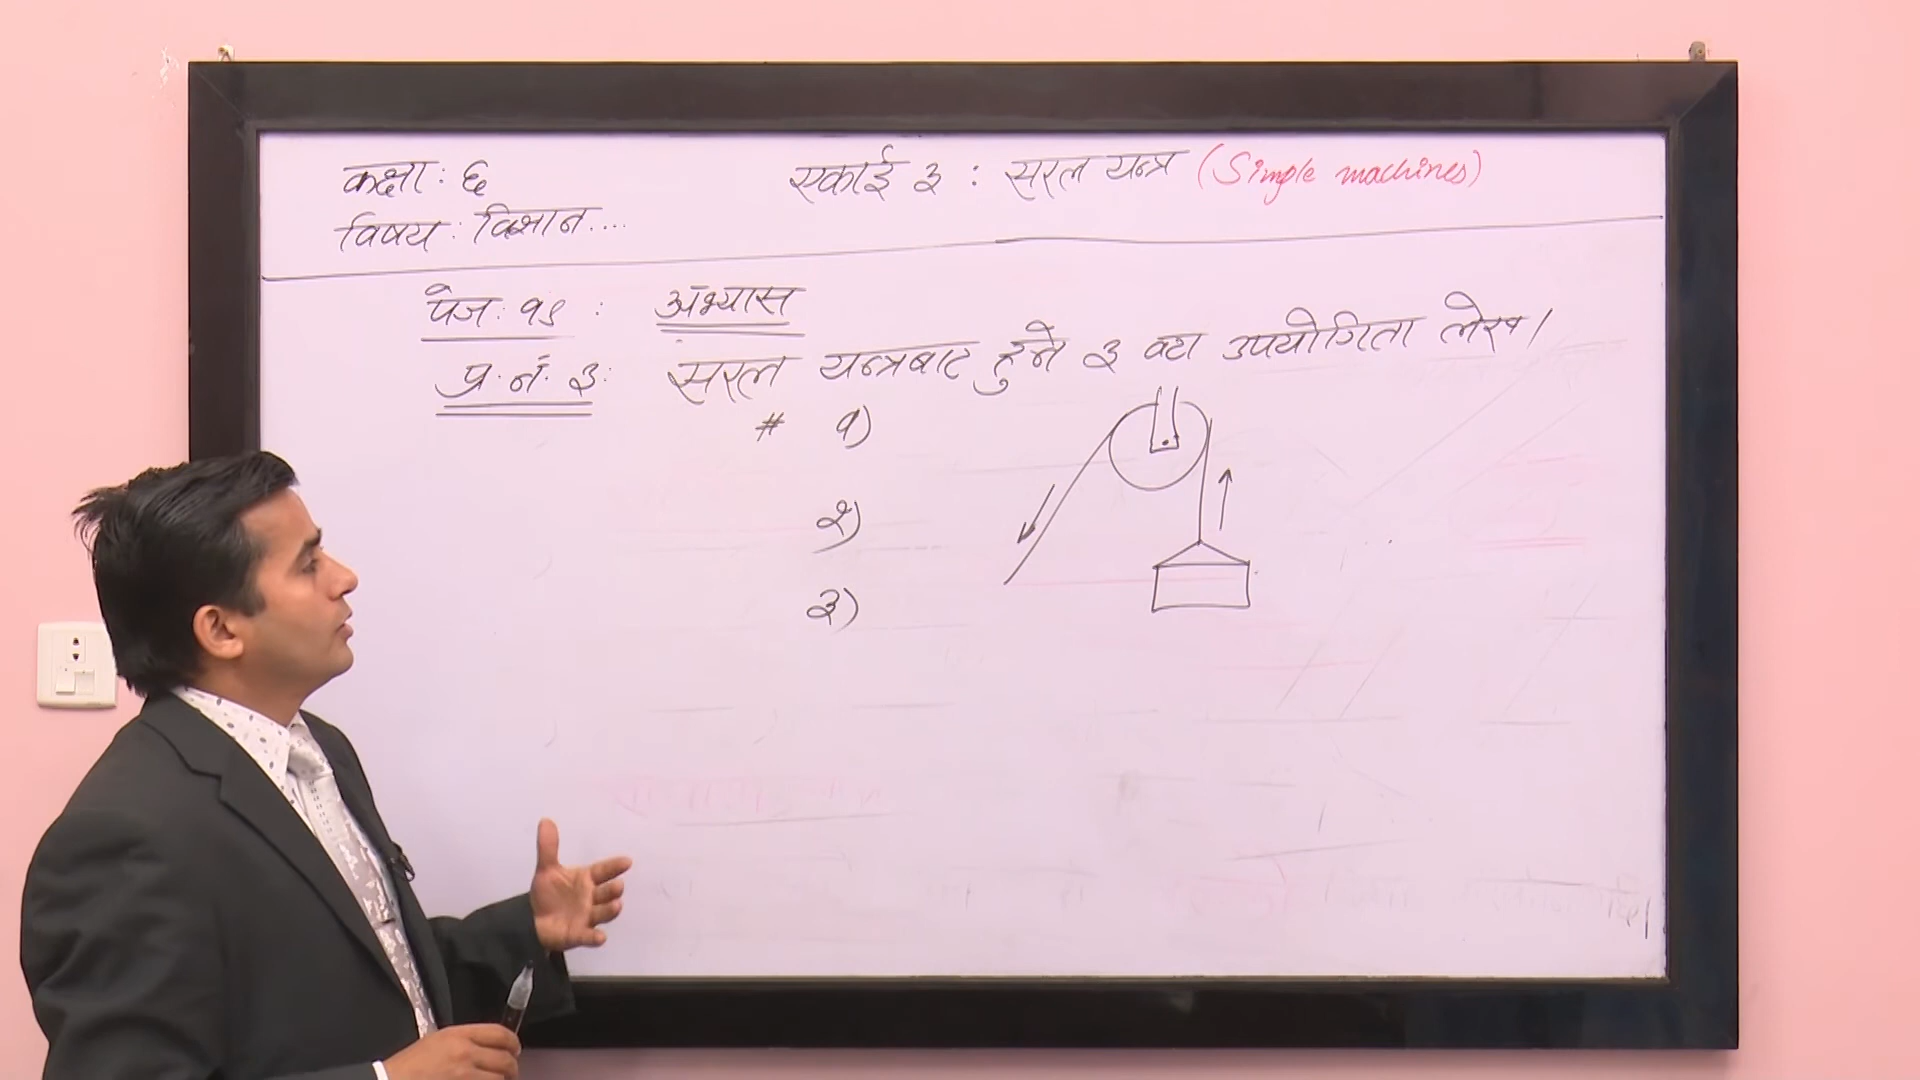 कक्षा: ६
एकाई ३ : सरल यन्त्र (Simple machines)
विषय: विज्ञान....
पेज: १९ : अभ्यास
प्र.नं. ३: सरल यन्त्रबाट हुने ३ वटा उपयोगिता लेख।
# १)
२)
३)